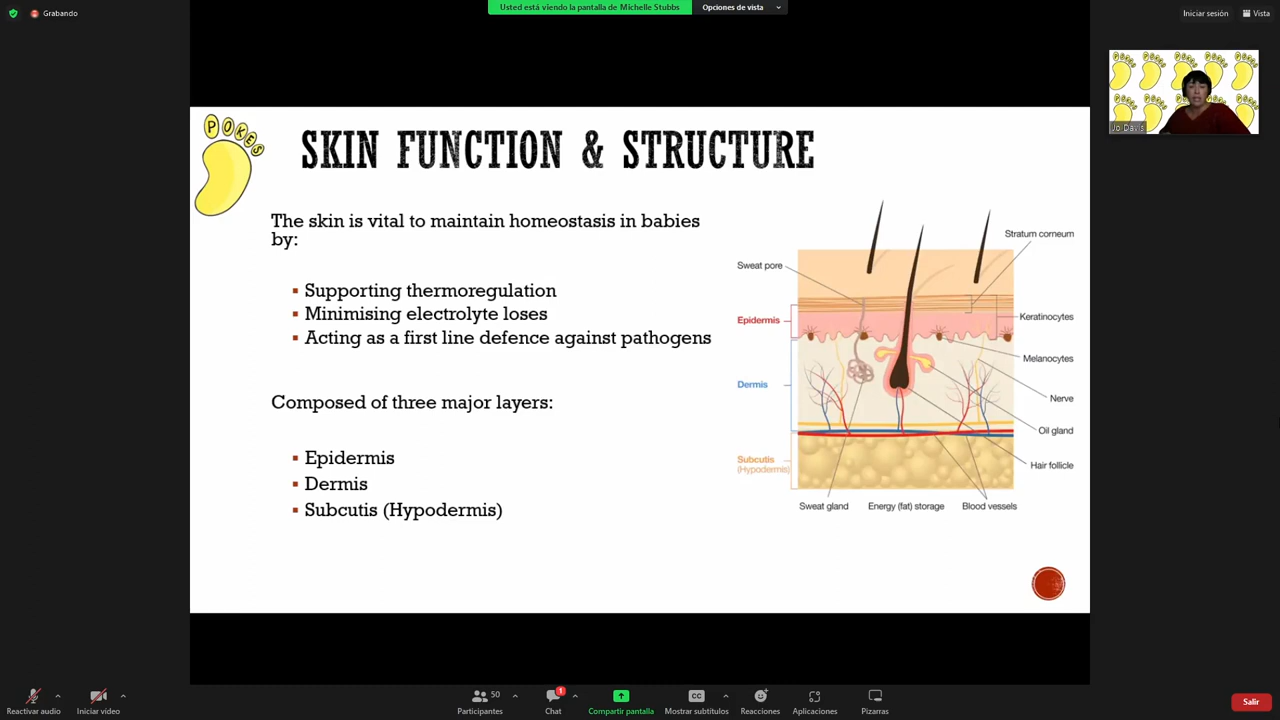 Grabando
Usted está viendo la pantalla de Michelle Stubbs
Opciones de vista
Iniciar sesión
Vista
Jo Davis
POKES
SKIN FUNCTION & STRUCTURE
The skin is vital to maintain homeostasis in babies
by:
Supporting thermoregulation
Minimising electrolyte loses
Acting as a first line defence against pathogens
Composed of three major layers:
Epidermis
Dermis
Subcutis (Hypodermis)
Stratum corneum
Sweat pore
Epidermis
Keratinocytes
Melanocytes
Dermis
Nerve
Oil gland
Subcutis
(Hypodermis)
Hair follicle
Sweat gland
Energy (fat) storage
Blood vessels
Reactivar audio
Iniciar video
50
Participantes
1
Chat
Compartir pantalla
CC
Mostrar subtítulos
Reacciones
Aplicaciones
Pizarras
Salir